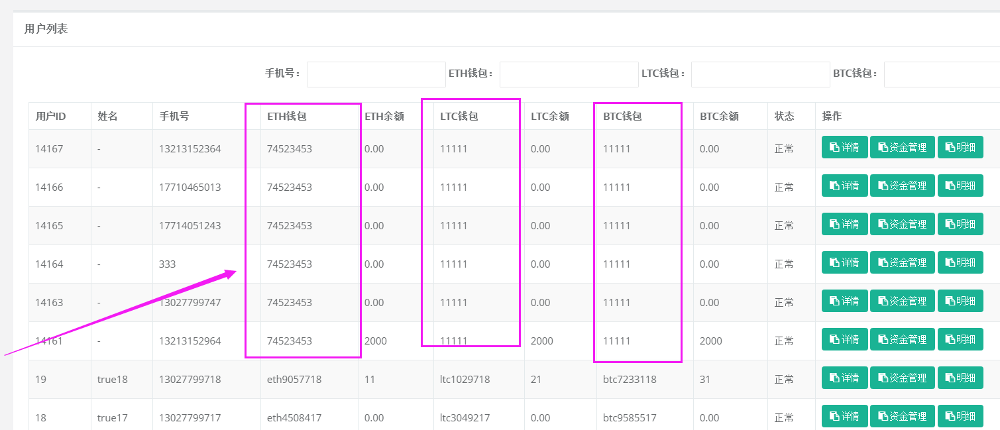 用户列表
手机号： ETH钱包： LTC钱包： BTC钱包：
用户ID 姓名 手机号 ETH钱包 ETH余额 LTC钱包 LTC余额 BTC钱包 BTC余额 状态 操作
14167 - 13213152364 74523453 0.00 11111 0.00 11111 0.00 正常 详情 资金管理 明细
14166 - 17710465013 74523453 0.00 11111 0.00 11111 0.00 正常 详情 资金管理 明细
14165 - 17714051243 74523453 0.00 11111 0.00 11111 0.00 正常 详情 资金管理 明细
14164 - 333 74523453 0.00 11111 0.00 11111 0.00 正常 详情 资金管理 明细
14163 - 13027799747 74523453 0.00 11111 0.00 11111 0.00 正常 详情 资金管理 明细
14161 - 13213152964 74523453 2000 11111 2000 11111 2000 正常 详情 资金管理 明细
19 true18 13027799718 eth9057718 11 ltc1029718 21 btc7233118 31 正常 详情 资金管理 明细
18 true17 13027799717 eth4508417 0.00 ltc3049217 0.00 btc9585517 0.00 正常 详情 资金管理 明细